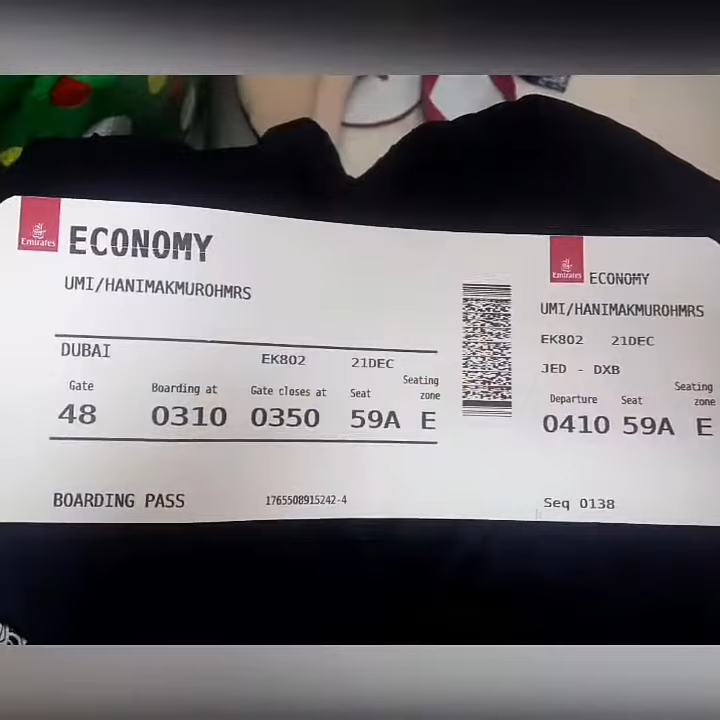 Emirates
ECONOMY
UMI/HANIMAKMUROHMRS
DUBAI EK802 21DEC
Gate Boarding at Gate closes at Seat Seating zone
48 0310 0350 59A E
BOARDING PASS 1765508915242-4
Emirates
ECONOMY
UMI/HANIMAKMUROHMRS
EK802 21DEC
JED - DXB
Departure Seat Seating zone
0410 59A E
Seq 0138